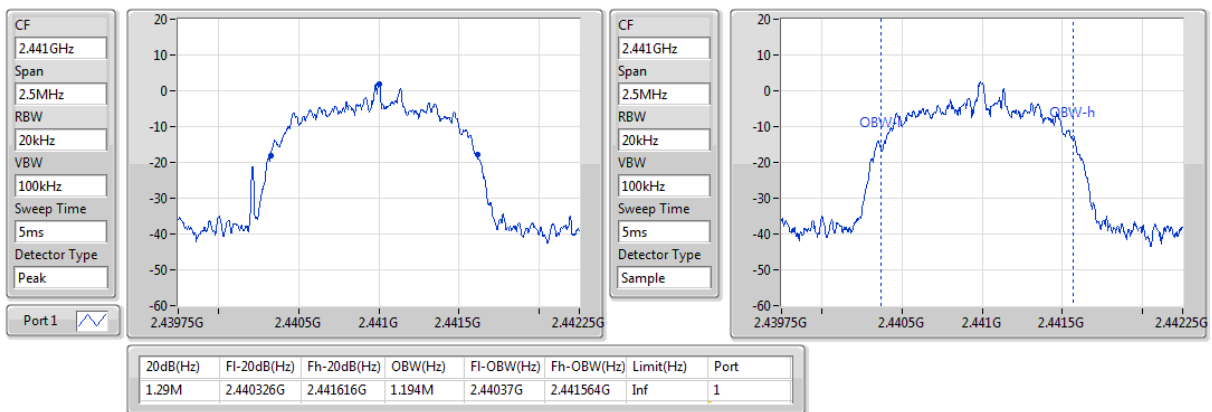 CF
2.441GHz
Span
2.5MHz
RBW
20kHz
VBW
100kHz
Sweep Time
5ms
Detector Type
Peak
Port 1
20
10
0
-10
-20
-30
-40
-50
-60
2.43975G 2.4405G 2.441G 2.4415G 2.44225G
CF
2.441GHz
Span
2.5MHz
RBW
20kHz
VBW
100kHz
Sweep Time
5ms
Detector Type
Sample
20
10
0
-10
-20
-30
-40
-50
-60
OBW-h
2.43975G 2.4405G 2.441G 2.4415G 2.44225G
20dB(Hz) Fl-20dB(Hz) Fh-20dB(Hz) OBW(Hz) Fl-OBW(Hz) Fh-OBW(Hz) Limit(Hz) Port
1.29M 2.440326G 2.441616G 1.194M 2.44037G 2.441564G Inf 1